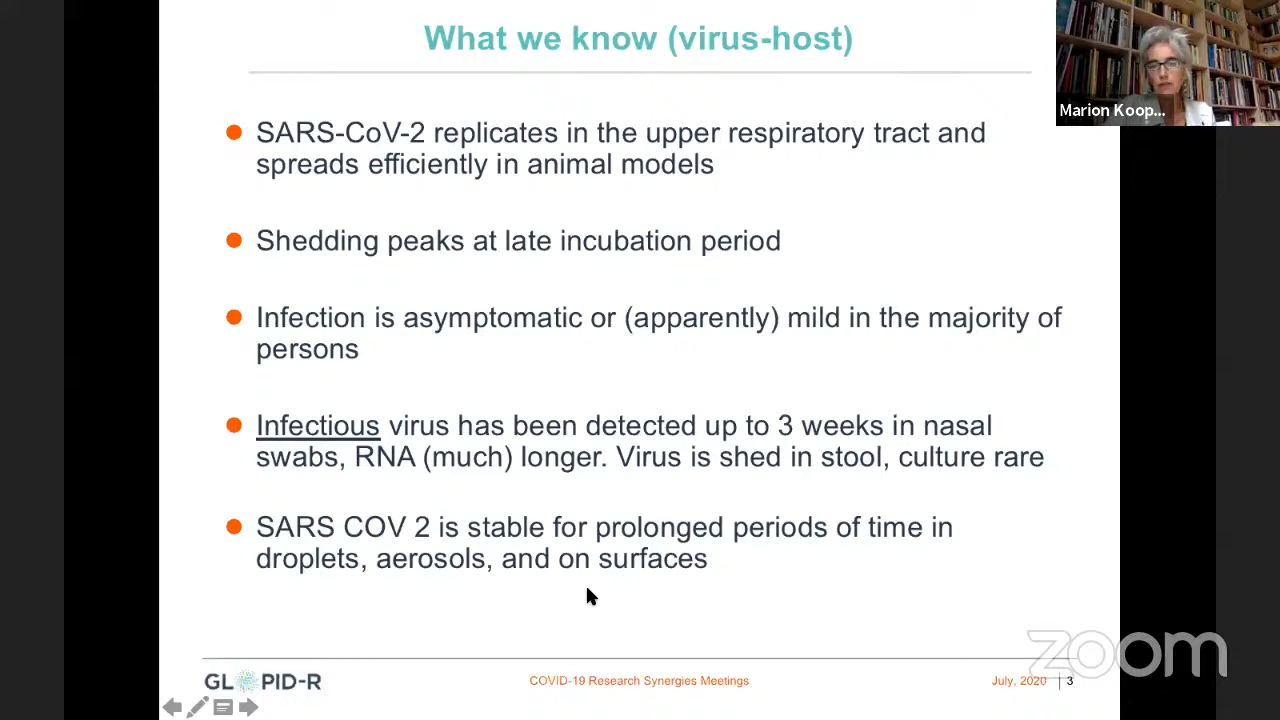 What we know (virus-host)
Marion Koop...
SARS-CoV-2 replicates in the upper respiratory tract and
spreads efficiently in animal models
Shedding peaks at late incubation period
Infection is asymptomatic or (apparently) mild in the majority of
persons
Infectious virus has been detected up to 3 weeks in nasal
swabs, RNA (much) longer. Virus is shed in stool, culture rare
SARS COV 2 is stable for prolonged periods of time in
droplets, aerosols, and on surfaces
zoom
GLOPID-R
COVID-19 Research Synergies Meetings
July, 2020 3